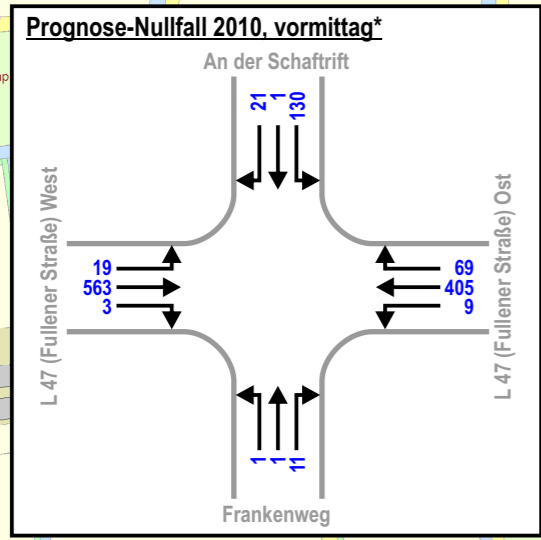 Prognose-Nullfall 2010, vormittag*
An der Schaftrift
21
1
130
L 47 (Fullener Straße) West
19
563
3
69
405
9
L 47 (Fullener Straße) Ost
1
1
11
Frankenweg